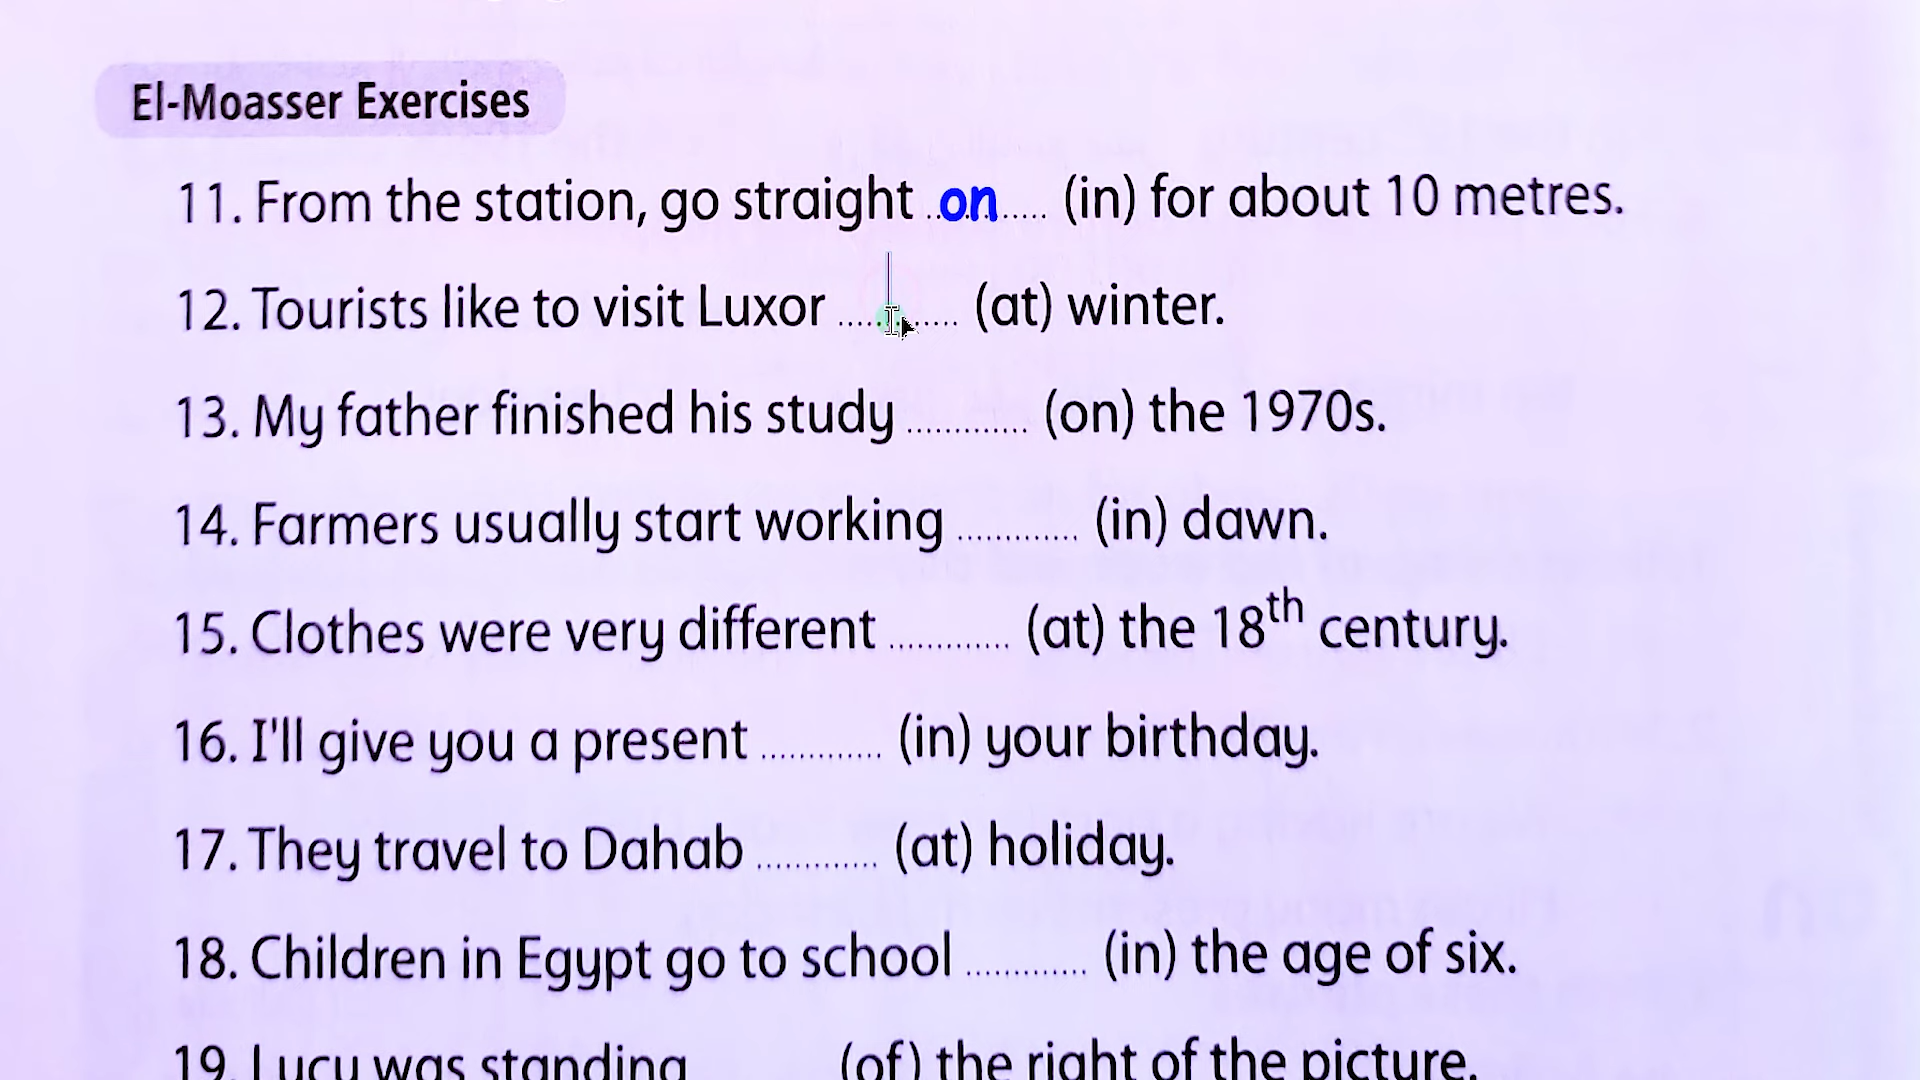 El-Moasser Exercises
11. From the station, go straight ..on..... (in) for about 10 metres.
12. Tourists like to visit Luxor ............. (at) winter.
13. My father finished his study ............. (on) the 1970s.
14. Farmers usually start working ............. (in) dawn.
15. Clothes were very different ............. (at) the 18th century.
16. I'll give you a present ............. (in) your birthday.
17. They travel to Dahab ............. (at) holiday.
18. Children in Egypt go to school ............. (in) the age of six.
19. Lucy was standing (of) the right of the picture.